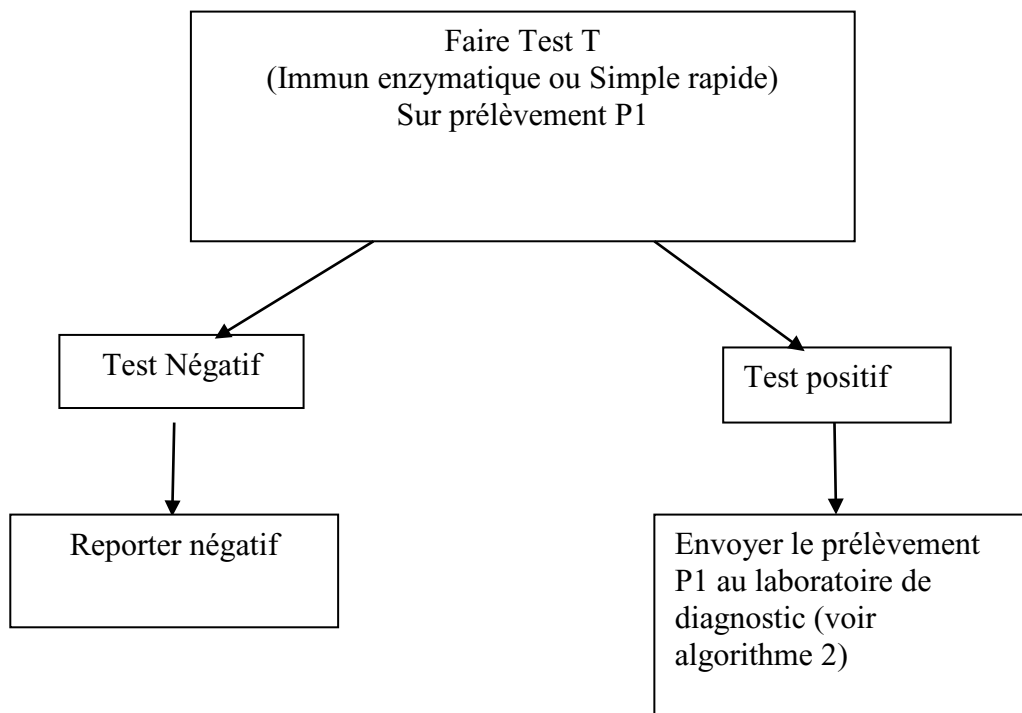 Faire Test T
(Immun enzymatique ou Simple rapide)
Sur prélèvement P1
Test Négatif
Test positif
Reporter négatif
Envoyer le prélèvement
P1 au laboratoire de
diagnostic (voir
algorithme 2)